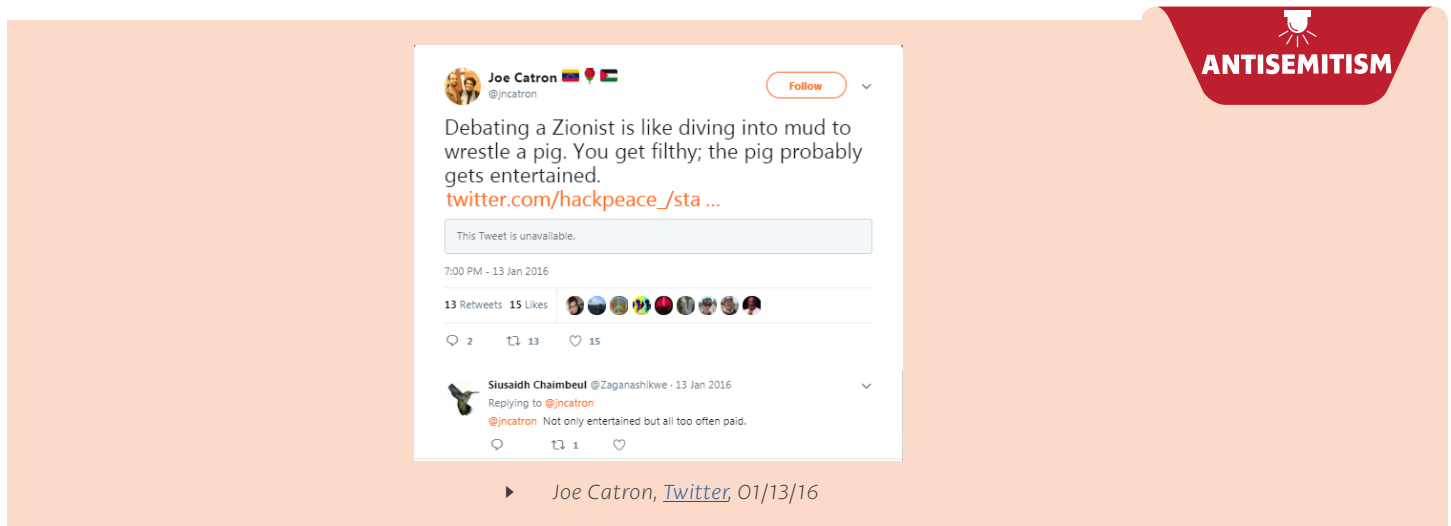 ANTISEMITISM
Joe Catron
@jncatron
Follow
Debating a Zionist is like diving into mud to
wrestle a pig. You get filthy; the pig probably
gets entertained.
twitter.com/hackpeace_/sta ...
This Tweet is unavailable.
7:00 PM - 13 Jan 2016
13 Retweets 15 Likes
2 13 15
Siusaidh Chaimbeul @Zaganashikwe · 13 Jan 2016
Replying to @jncatron
@jncatron Not only entertained but all too often paid.
1
Joe Catron, Twitter, 01/13/16